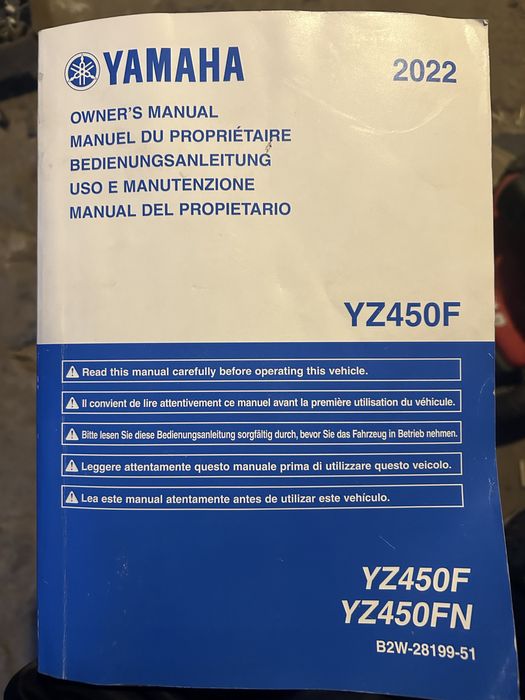 YAMAHA 2022
OWNER'S MANUAL
MANUEL DU PROPRIÉTAIRE
BEDIENUNGSANLEITUNG
USO E MANUTENZIONE
MANUAL DEL PROPIETARIO
YZ450F
Read this manual carefully before operating this vehicle.
Il convient de lire attentivement ce manuel avant la première utilisation du véhicule.
Bitte lesen Sie diese Bedienungsanleitung sorgfältig durch, bevor Sie das Fahrzeug in Betrieb nehmen.
Leggere attentamente questo manuale prima di utilizzare questo veicolo.
Lea este manual atentamente antes de utilizar este vehículo.
YZ450F
YZ450FN
B2W-28199-51